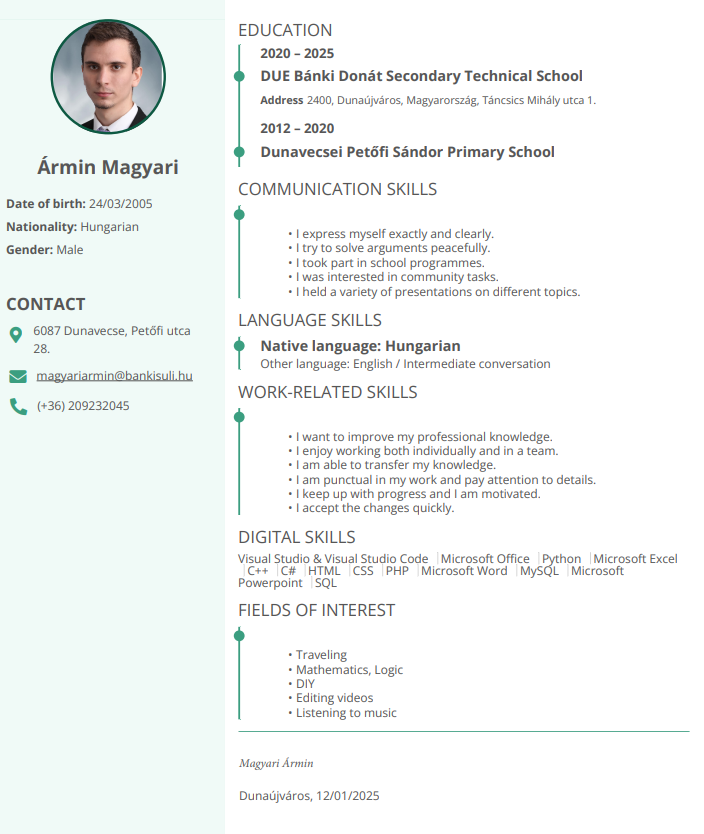 Ármin Magyari
Date of birth: 24/03/2005
Nationality: Hungarian
Gender: Male
CONTACT
6087 Dunavecse, Petőfi utca
28.
magyariarmin@bankisuli.hu
(+36) 209232045
EDUCATION
2020 – 2025
DUE Bánki Donát Secondary Technical School
Address 2400, Dunaújváros, Magyarország, Táncsics Mihály utca 1.
2012 – 2020
Dunavecsei Petőfi Sándor Primary School
COMMUNICATION SKILLS
• I express myself exactly and clearly.
• I try to solve arguments peacefully.
• I took part in school programmes.
• I was interested in community tasks.
• I held a variety of presentations on different topics.
LANGUAGE SKILLS
Native language: Hungarian
Other language: English / Intermediate conversation
WORK-RELATED SKILLS
• I want to improve my professional knowledge.
• I enjoy working both individually and in a team.
• I am able to transfer my knowledge.
• I am punctual in my work and pay attention to details.
• I keep up with progress and I am motivated.
• I accept the changes quickly.
DIGITAL SKILLS
Visual Studio & Visual Studio Code | Microsoft Office | Python | Microsoft Excel
| C++ | C# | HTML | CSS | PHP | Microsoft Word | MySQL | Microsoft
Powerpoint | SQL
FIELDS OF INTEREST
• Traveling
• Mathematics, Logic
• DIY
• Editing videos
• Listening to music
Magyari Ármin
Dunaújváros, 12/01/2025